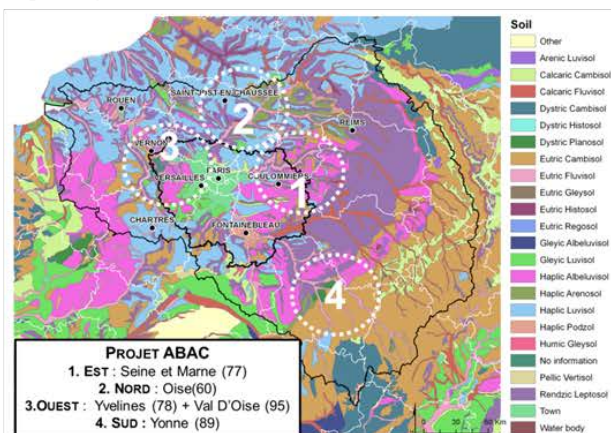 Soil
Other
Arenic Luvisol
Calcaric Cambisol
Calcaric Fluvisol
Dystric Cambisol
Dystric Histosol
Dystric Planosol
Eutric Cambisol
Eutric Fluvisol
Eutric Gleysol
Eutric Histosol
Eutric Regosol
Gleyic Albeluvisol
Gleyic Luvisol
Haplic Albeluvisol
Haplic Arenosol
Haplic Luvisol
Haplic Podzol
Humic Gleysol
No information
Pellic Vertisol
Rendzic Leptosol
Town
Water body
ROUEN
2
REIMS
VERNON
3
PARIS
VERSAILLES
COULOMMIERS
1
CHARTRES
FONTAINEBLEAU
4
PROJET ABAC
1. EST : Seine et Marne (77)
2. NORD : Oise(60)
3.OUEST : Yvelines (78) + Val D'Oise (95)
4. SUD : Yonne (89)